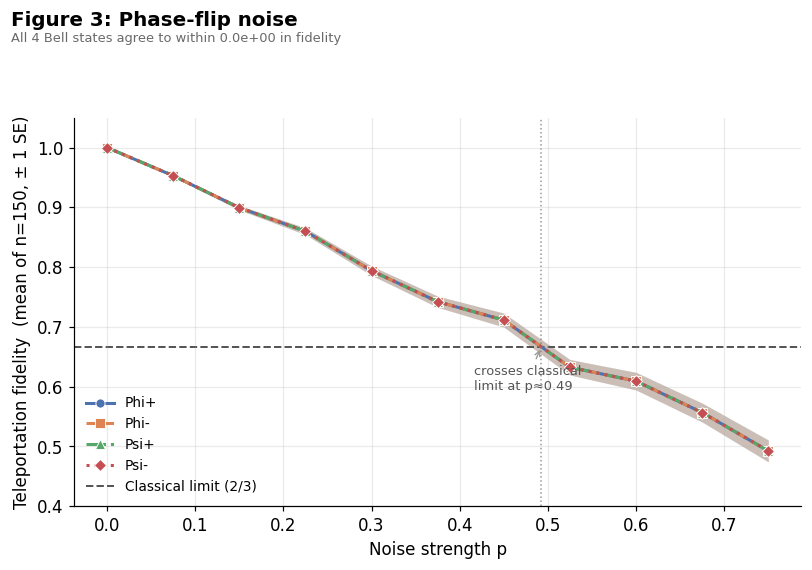 Figure 3: Phase-flip noise
All 4 Bell states agree to within 0.0e+00 in fidelity
Teleportation fidelity  (mean of n=150, ± 1 SE)
1.0
0.9
0.8
0.7
0.6
0.5
0.4
crosses classical
limit at p≈0.49
Phi+
Phi-
Psi+
Psi-
Classical limit (2/3)
0.0
0.1
0.2
0.3
0.4
0.5
0.6
0.7
Noise strength p